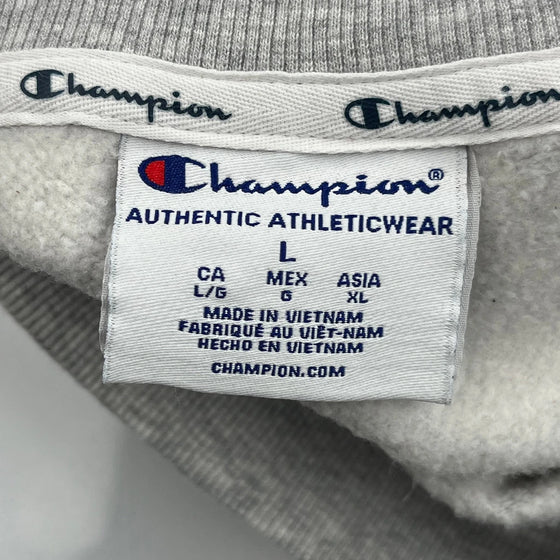 Champion Champion
Champion®
AUTHENTIC ATHLETICWEAR
L
CA MEX ASIA
L/G G XL
MADE IN VIETNAM
FABRIQUÉ AU VIÊT-NAM
HECHO EN VIETNAM
CHAMPION.COM